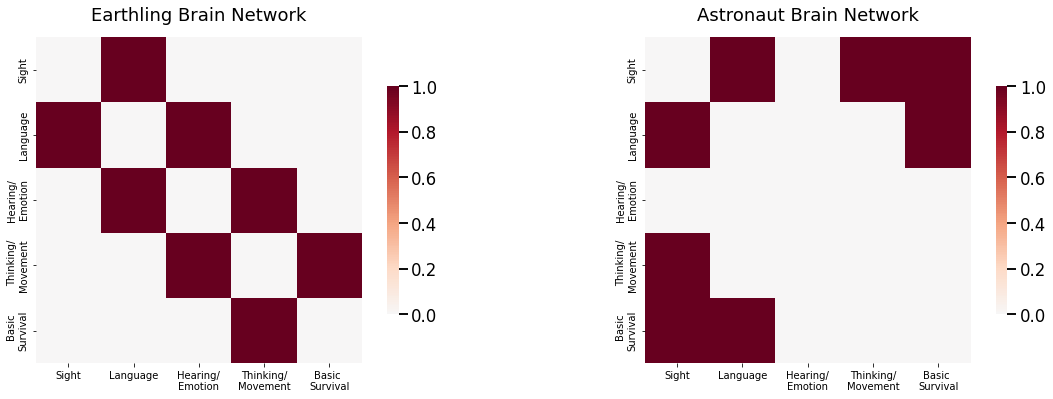 Earthling Brain Network
Sight
Language
Hearing/
Emotion
Thinking/
Movement
Basic
Survival
Sight
Language
Hearing/
Emotion
Thinking/
Movement
Basic
Survival
1.0
0.8
0.6
0.4
0.2
0.0
Astronaut Brain Network
Sight
Language
Hearing/
Emotion
Thinking/
Movement
Basic
Survival
Sight
Language
Hearing/
Emotion
Thinking/
Movement
Basic
Survival
1.0
0.8
0.6
0.4
0.2
0.0